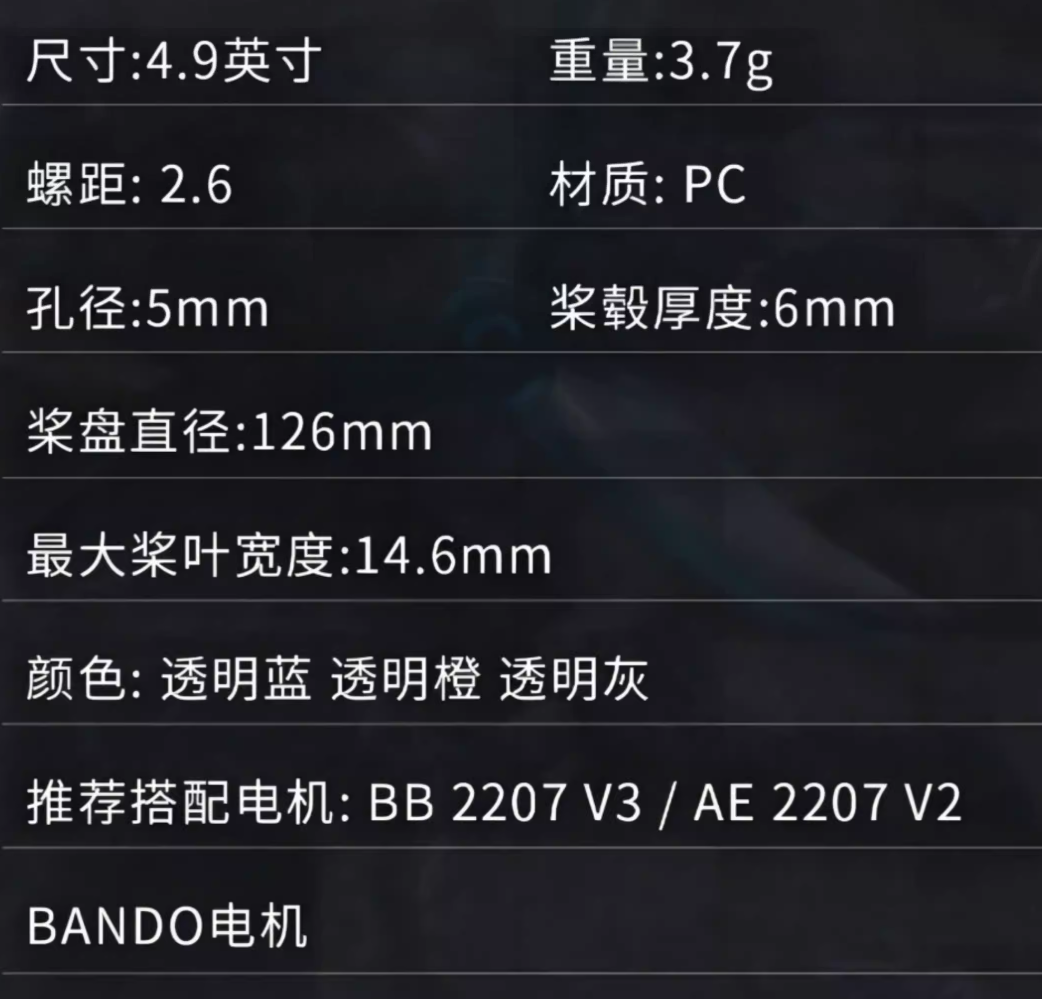 尺寸:4.9英寸 重量:3.7g
螺距: 2.6 材质: PC
孔径:5mm 桨毂厚度:6mm
桨盘直径:126mm
最大桨叶宽度:14.6mm
颜色: 透明蓝 透明橙 透明灰
推荐搭配电机: BB 2207 V3 / AE 2207 V2
BANDO电机